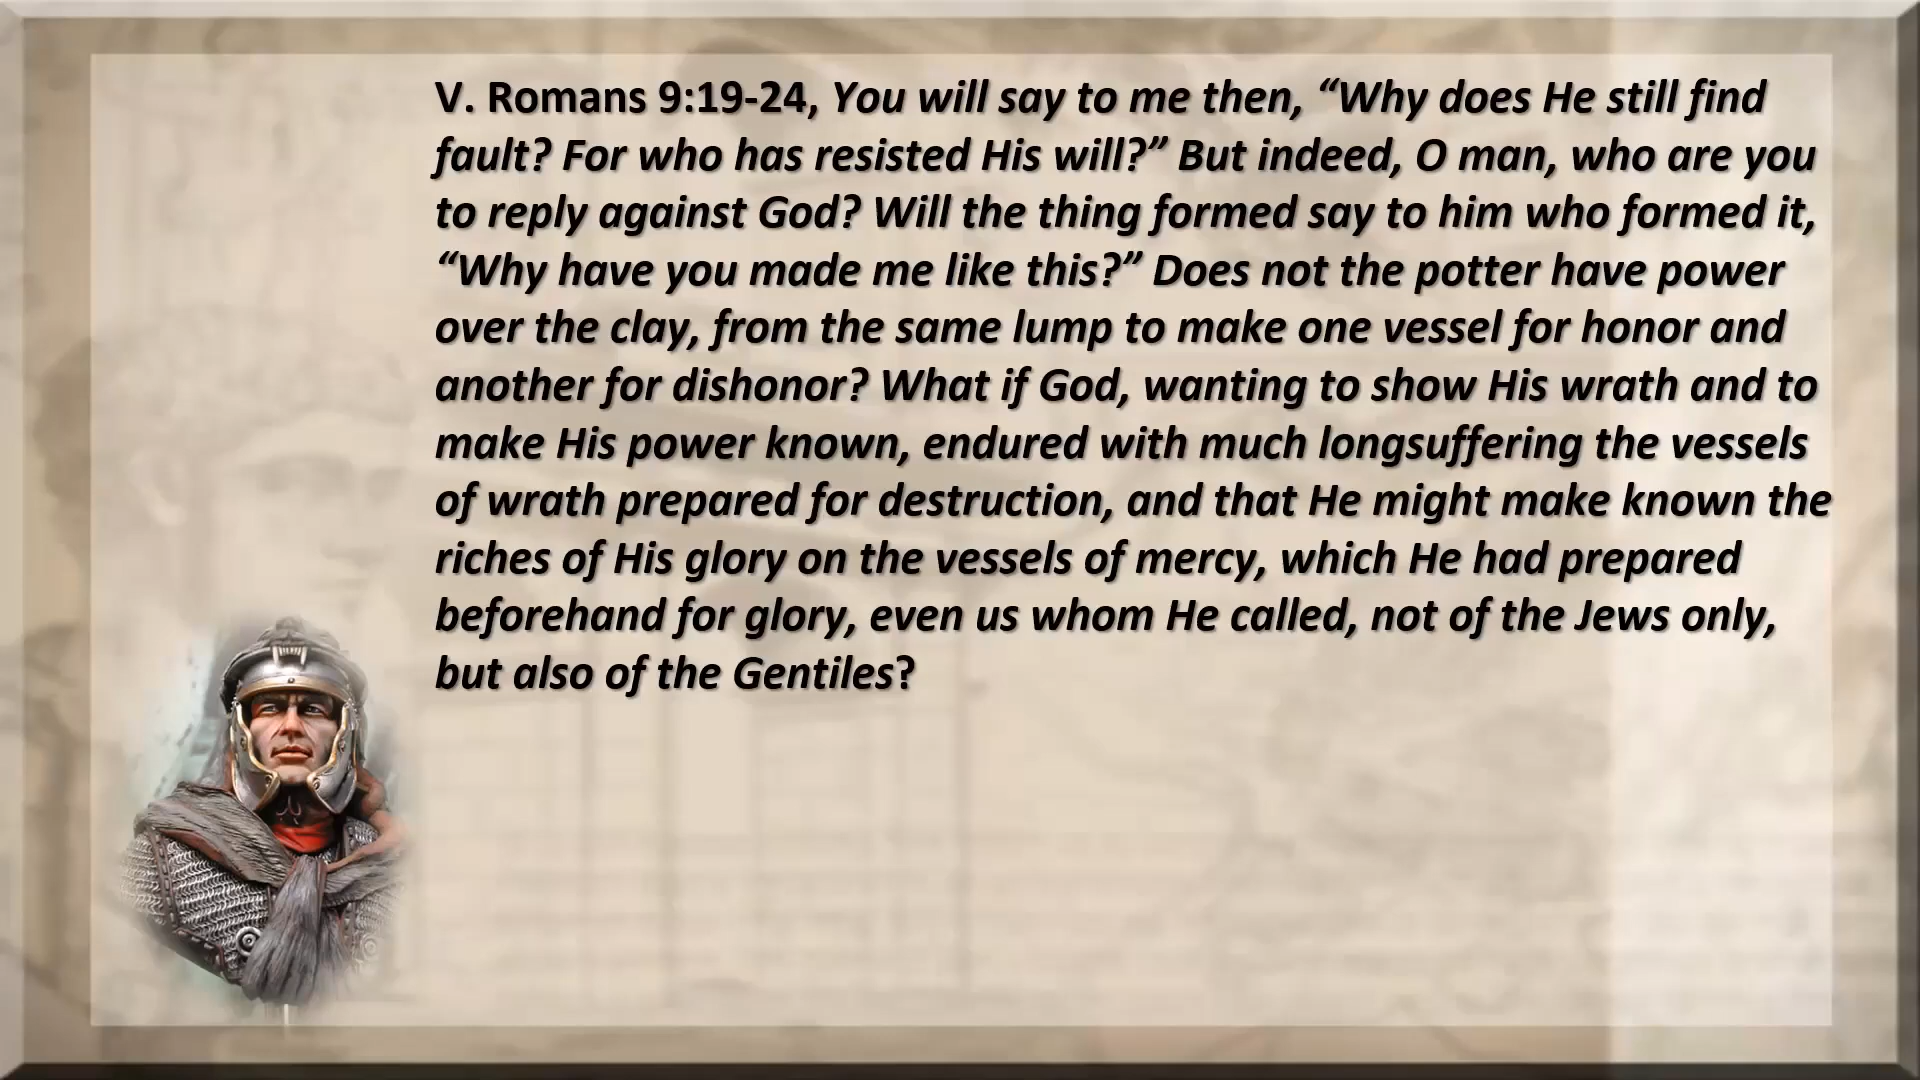 V. Romans 9:19-24, You will say to me then, “Why does He still find
fault? For who has resisted His will?” But indeed, O man, who are you
to reply against God? Will the thing formed say to him who formed it,
“Why have you made me like this?” Does not the potter have power
over the clay, from the same lump to make one vessel for honor and
another for dishonor? What if God, wanting to show His wrath and to
make His power known, endured with much longsuffering the vessels
of wrath prepared for destruction, and that He might make known the
riches of His glory on the vessels of mercy, which He had prepared
beforehand for glory, even us whom He called, not of the Jews only,
but also of the Gentiles?